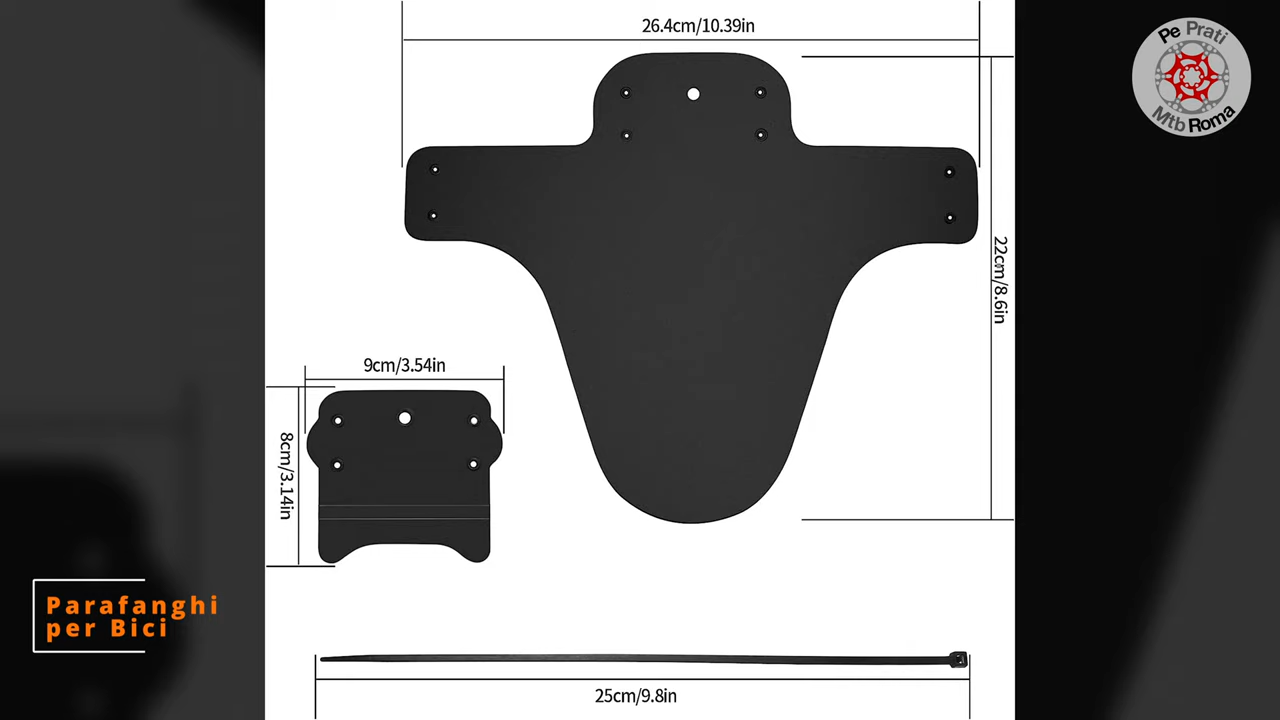 26.4cm/10.39in
Pe Prati
Mtb Roma
22cm/8.6in
9cm/3.54in
8cm/3.14in
Parafanghi
per Bici
25cm/9.8in